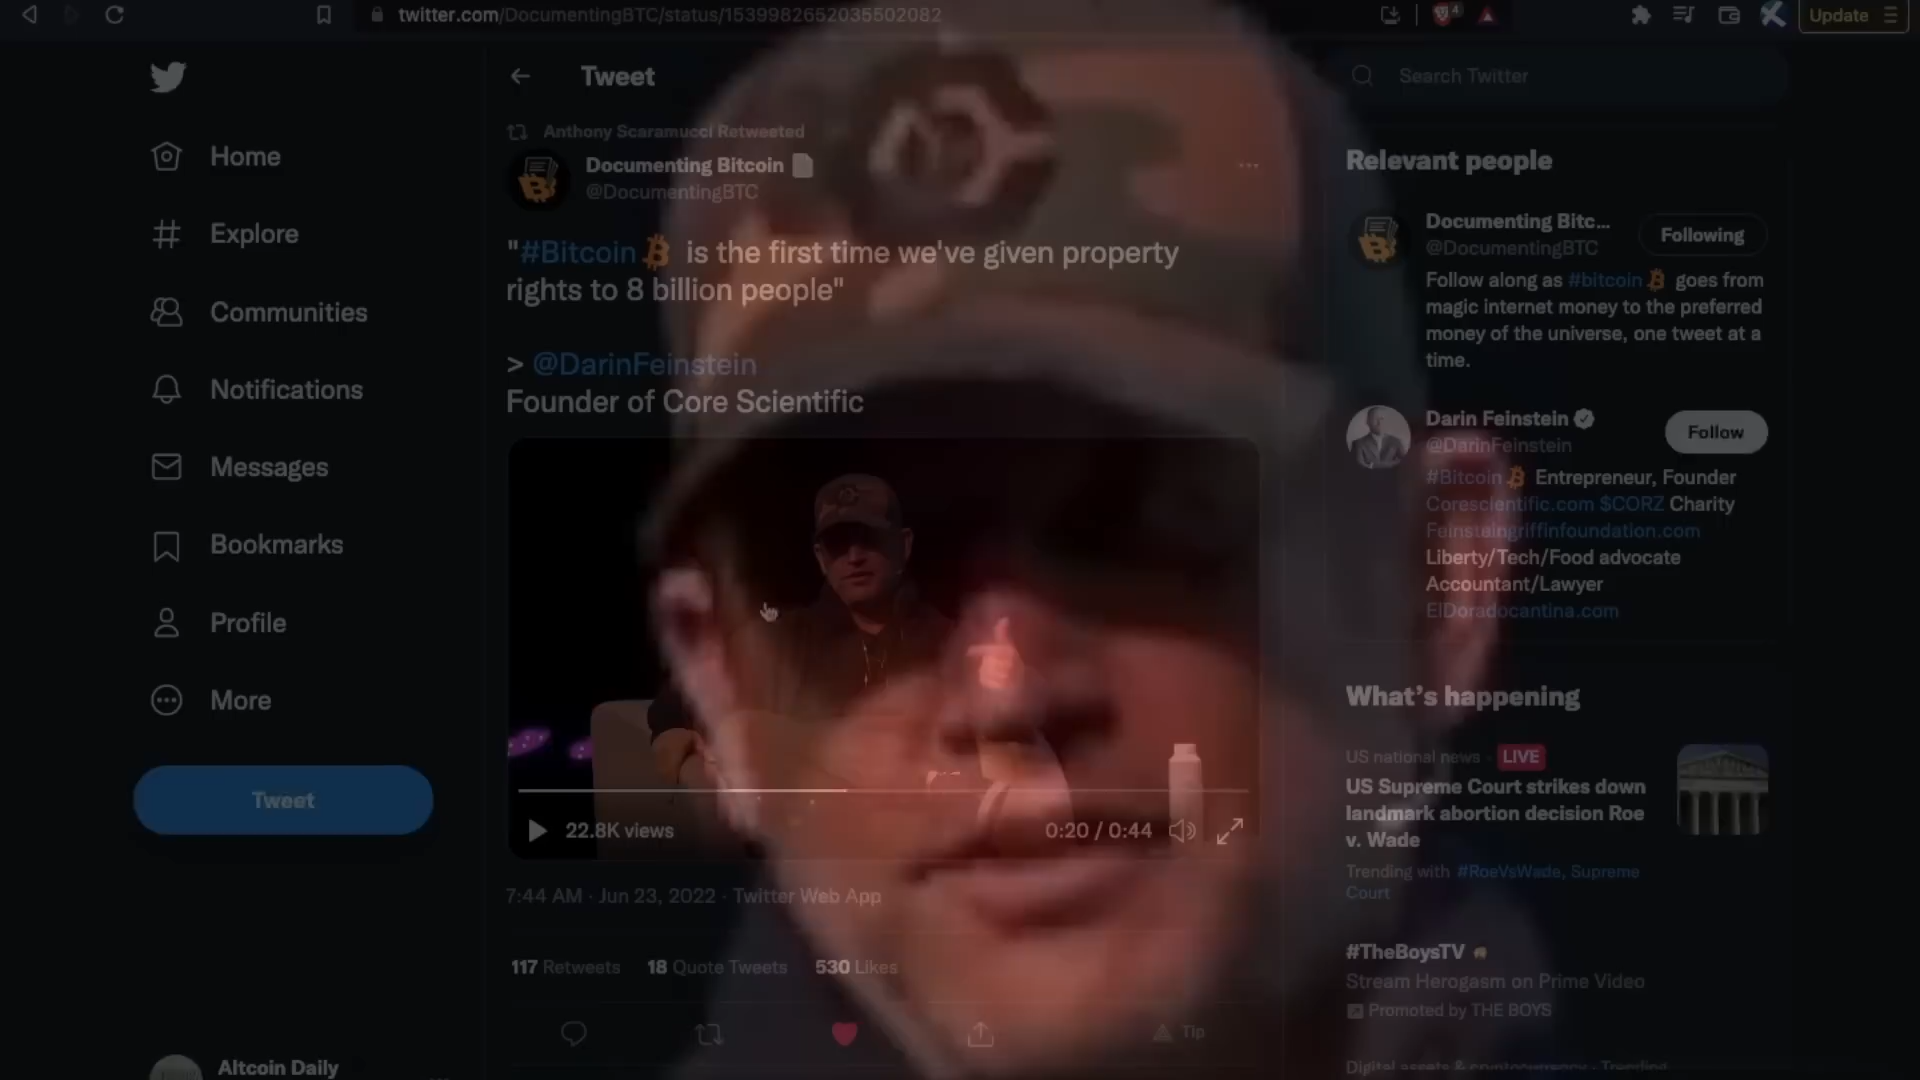 twitter.com/DocumentingBTC/status/1539982652035502082
4
Update
Home
Explore
Communities
Notifications
Messages
Bookmarks
Profile
More
Tweet
Altcoin Daily
Tweet
Anthony Scaramucci Retweeted
Documenting Bitcoin
@DocumentingBTC
"#Bitcoin is the first time we've given property
rights to 8 billion people"
> @DarinFeinstein
Founder of Core Scientific
22.8K views
0:20 / 0:44
7:44 AM · Jun 23, 2022 · Twitter Web App
117 Retweets 18 Quote Tweets 530 Likes
Tip
Search Twitter
Relevant people
Documenting Bitc...
@DocumentingBTC
Following
Follow along as #bitcoin goes from
magic internet money to the preferred
money of the universe, one tweet at a
time.
Darin Feinstein
@DarinFeinstein
Follow
#Bitcoin Entrepreneur, Founder
Corescientific.com $CORZ Charity
Feinsteingriffinfoundation.com
Liberty/Tech/Food advocate
Accountant/Lawyer
ElDoradocantina.com
What's happening
US national news · LIVE
US Supreme Court strikes down
landmark abortion decision Roe
v. Wade
Trending with #RoeVsWade, Supreme
Court
#TheBoysTV
Stream Herogasm on Prime Video
Promoted by THE BOYS
Digital assets & cryptocurrency · Trending